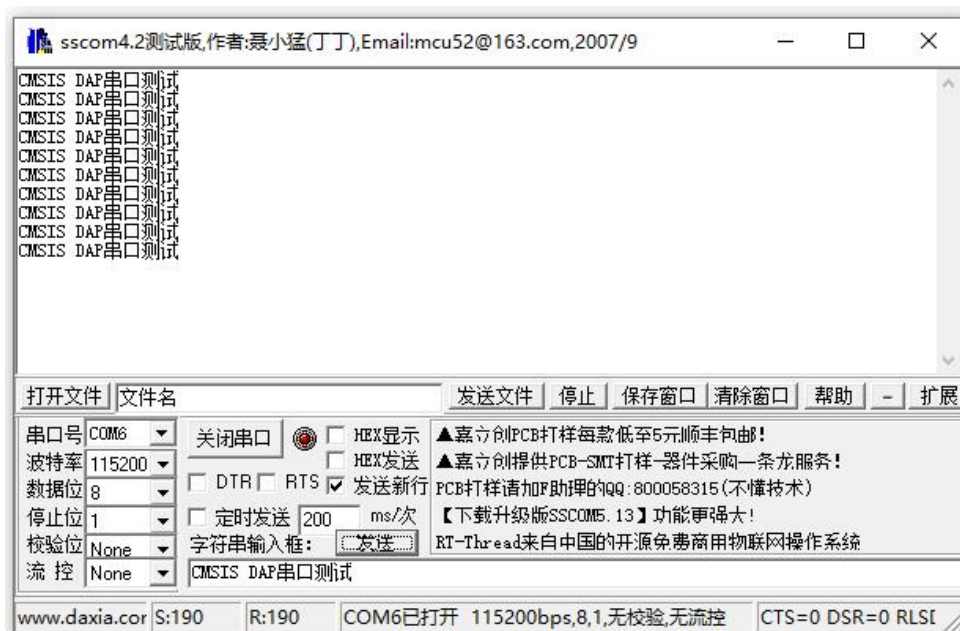 sscom4.2测试版,作者:聂小猛(丁丁),Email:mcu52@163.com,2007/9
CMSIS DAP串口测试
CMSIS DAP串口测试
CMSIS DAP串口测试
CMSIS DAP串口测试
CMSIS DAP串口测试
CMSIS DAP串口测试
CMSIS DAP串口测试
CMSIS DAP串口测试
CMSIS DAP串口测试
CMSIS DAP串口测试
打开文件 文件名 发送文件 停止 保存窗口 清除窗口 帮助 - 扩展
串口号 COM6 关闭串口 HEX显示 ▲嘉立创PCB打样每款低至5元顺丰包邮!
波特率 115200 HEX发送 ▲嘉立创提供PCB-SMT打样-器件采购一条龙服务!
数据位 8 DTR RTS 发送新行 PCB打样请加F助理的QQ:800058315(不懂技术)
停止位 1 定时发送 200 ms/次 【下载升级版SSCOM5.13】功能更强大!
校验位 None 字符串输入框: 发送 RT-Thread来自中国的开源免费商用物联网操作系统
流 控 None CMSIS DAP串口测试
www.daxia.cor S:190 R:190 COM6已打开 115200bps,8,1,无校验,无流控 CTS=0 DSR=0 RLSI